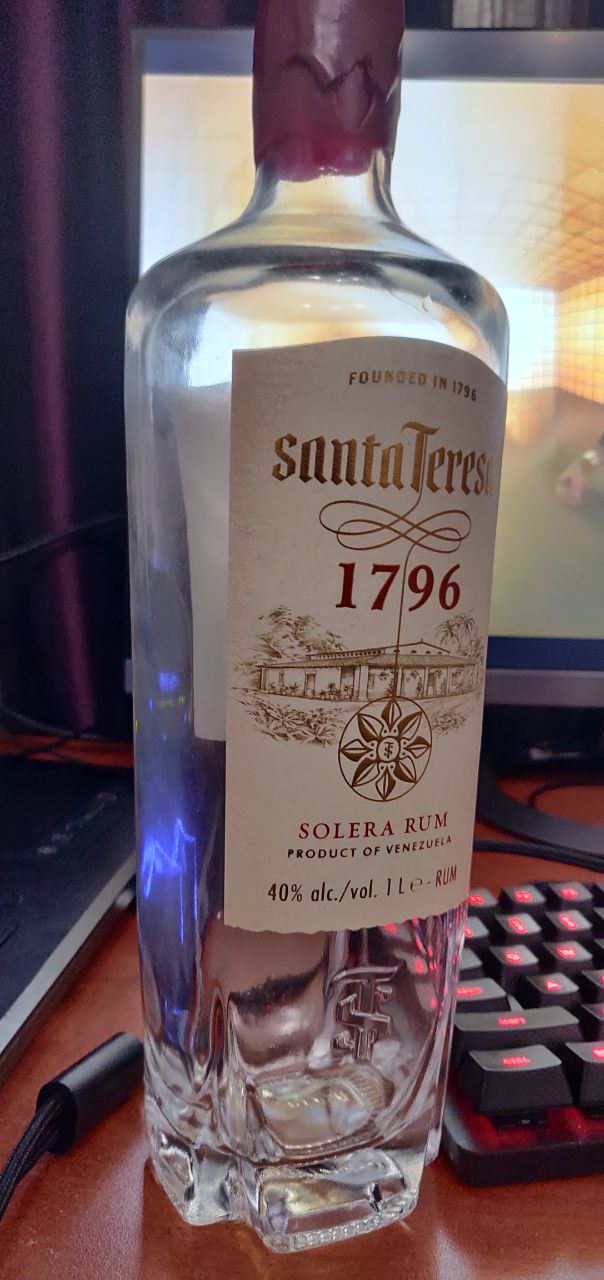 FOUNDED IN 1796
santa Teresa
1796
SOLERA RUM
PRODUCT OF VENEZUELA
40% alc./vol. 1 L ℮ - RUM